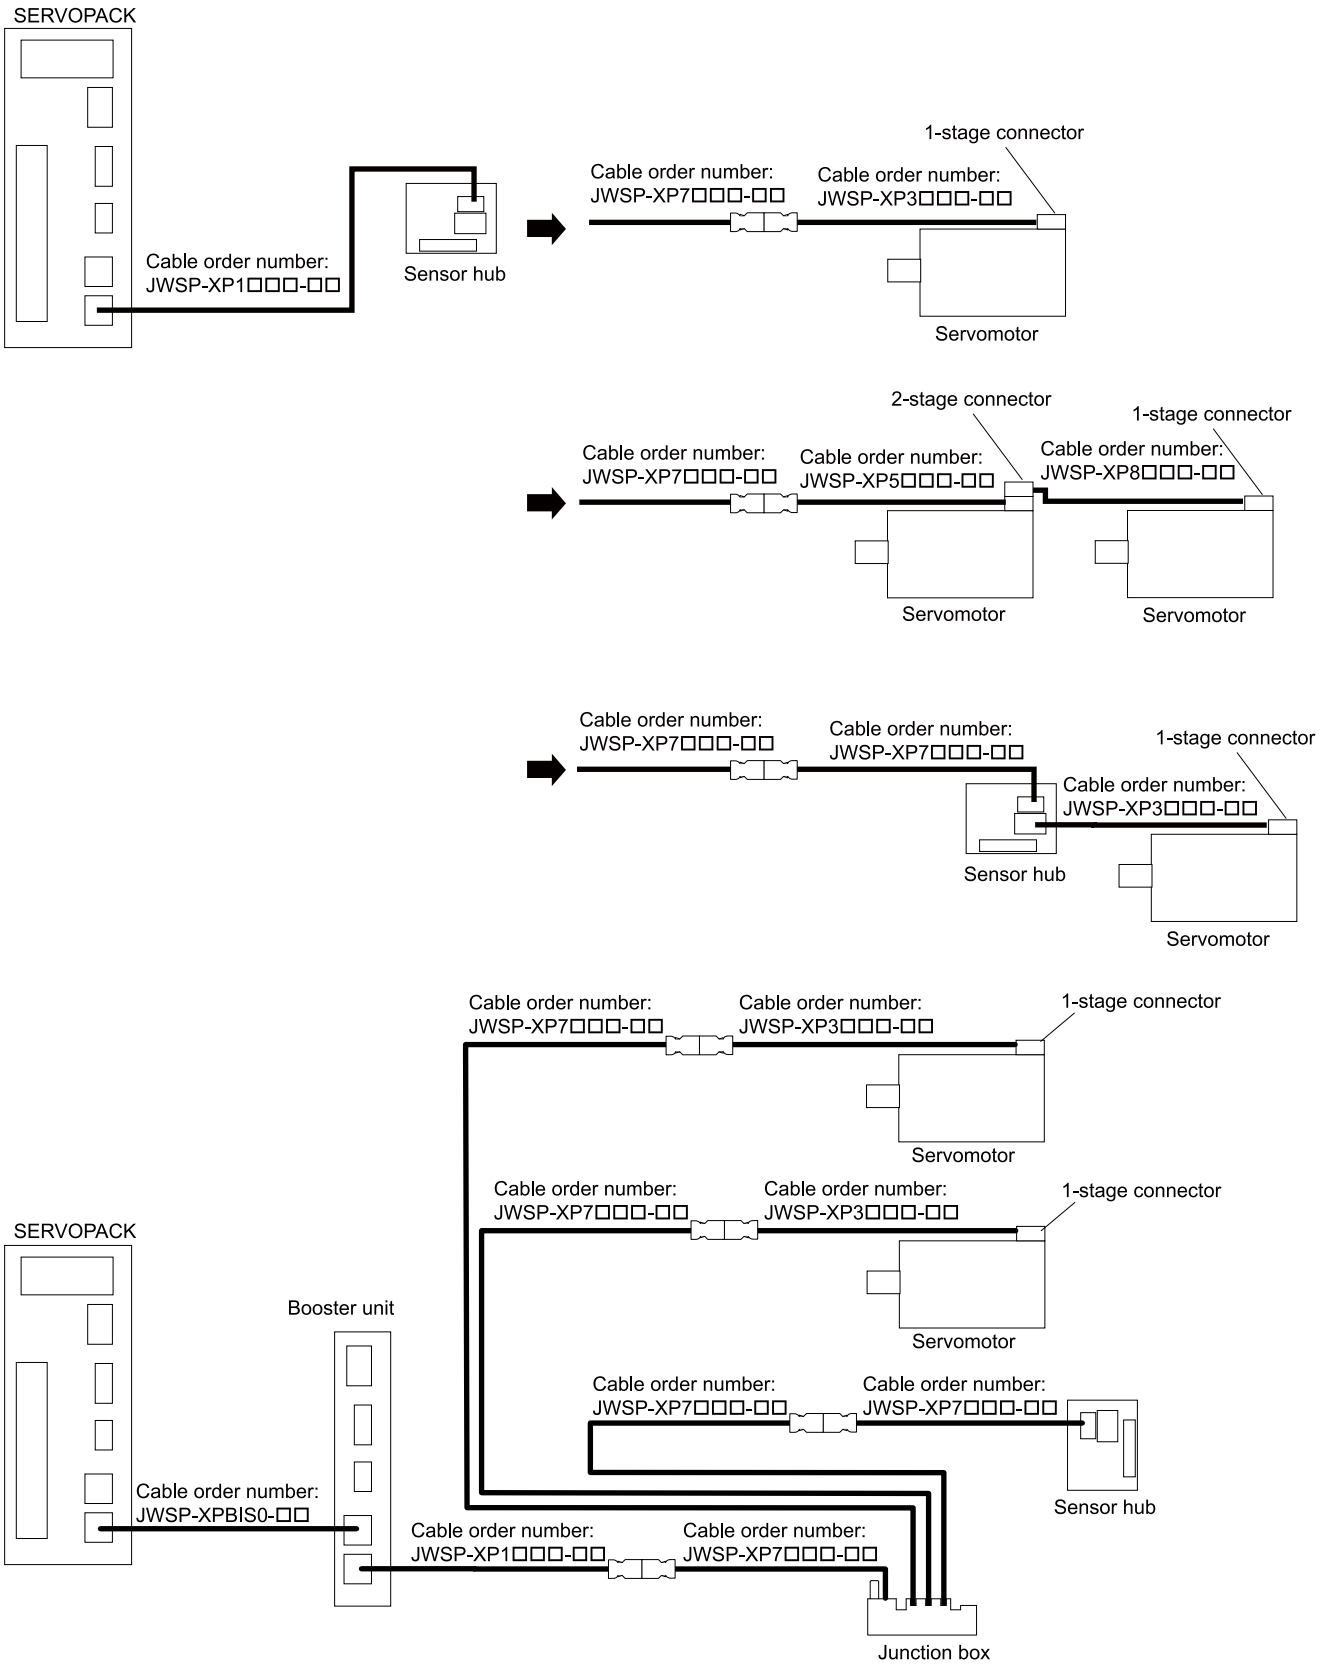 SERVOPACK
1-stage connector
Cable order number:
JWSP-XP7□□□-□□
Cable order number:
JWSP-XP3□□□-□□
Cable order number:
JWSP-XP1□□□-□□
Sensor hub
Servomotor
2-stage connector
1-stage connector
Cable order number:
JWSP-XP7□□□-□□
Cable order number:
JWSP-XP5□□□-□□
Cable order number:
JWSP-XP8□□□-□□
Servomotor
Servomotor
Cable order number:
JWSP-XP7□□□-□□
Cable order number:
JWSP-XP7□□□-□□
1-stage connector
Cable order number:
JWSP-XP3□□□-□□
Sensor hub
Servomotor
Cable order number:
JWSP-XP7□□□-□□
Cable order number:
JWSP-XP3□□□-□□
1-stage connector
Servomotor
Cable order number:
JWSP-XP7□□□-□□
Cable order number:
JWSP-XP3□□□-□□
1-stage connector
SERVOPACK
Booster unit
Servomotor
Cable order number:
JWSP-XP7□□□-□□
Cable order number:
JWSP-XP7□□□-□□
Cable order number:
JWSP-XPBIS0-□□
Sensor hub
Cable order number:
JWSP-XP1□□□-□□
Cable order number:
JWSP-XP7□□□-□□
Junction box